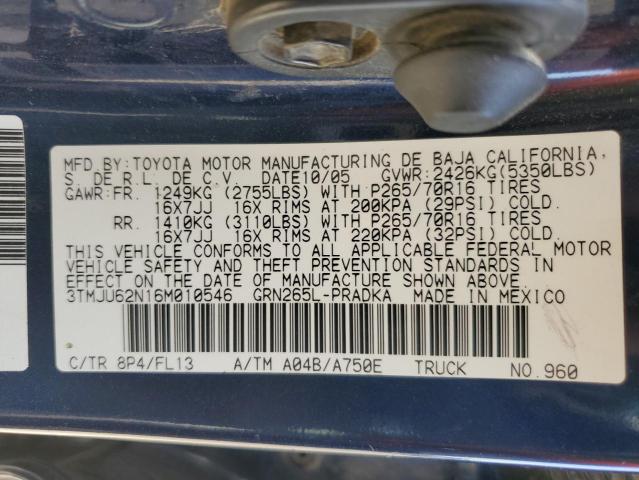 MFD.BY:TOYOTA MOTOR MANUFACTURING DE BAJA CALIFORNIA,
S. DE R.L. DE C.V. DATE10/05 GVWR:2426KG(5350LBS)
GAWR:FR. 1249KG (2755LBS) WITH P265/70R16 TIRES
16X7JJ 16X RIMS AT 200KPA (29PSI) COLD.
RR. 1410KG (3110LBS) WITH P265/70R16 TIRES
16X7JJ 16X RIMS AT 220KPA (32PSI) COLD.
THIS VEHICLE CONFORMS TO ALL APPLICABLE FEDERAL MOTOR
VEHICLE SAFETY AND THEFT PREVENTION STANDARDS IN
EFFECT ON THE DATE OF MANUFACTURE SHOWN ABOVE.
3TMJU62N16M010546 GRN265L-PRADKA MADE IN MEXICO
C/TR 8P4/FL13 A/TM A04B/A750E TRUCK NO.960